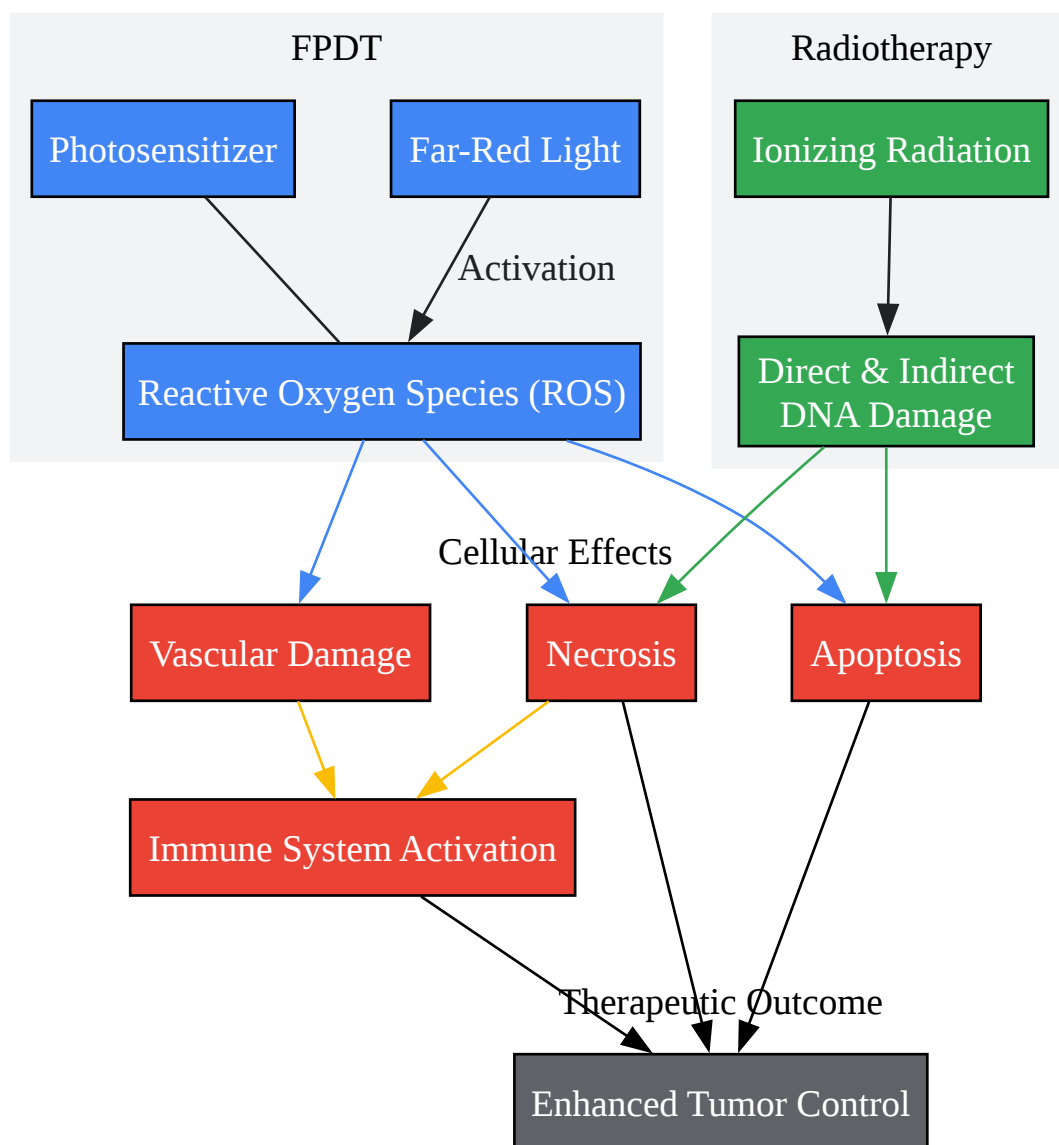 FPDT
Radiotherapy
Photosensitizer
Far-Red Light
Ionizing Radiation
Activation
Reactive Oxygen Species (ROS)
Direct & Indirect
DNA Damage
Cellular Effects
Vascular Damage
Necrosis
Apoptosis
Immune System Activation
Therapeutic Outcome
Enhanced Tumor Control